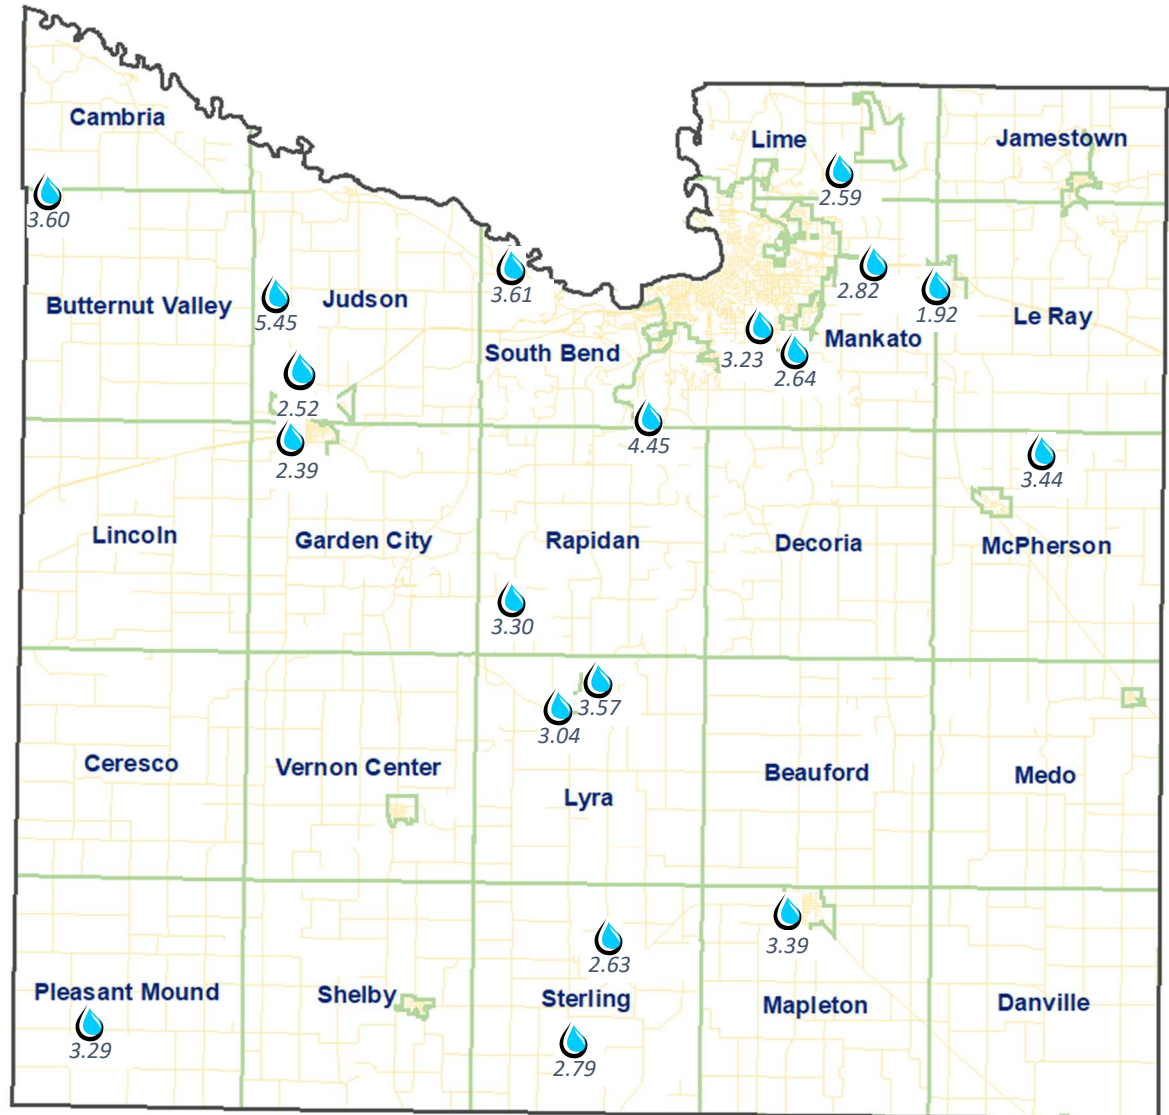 Cambria
Lime
Jamestown
2.59
3.60
Butternut Valley
Judson
5.45
3.61
2.82
1.92
Le Ray
South Bend
3.23
Mankato
2.64
2.52
4.45
2.39
3.44
Lincoln
Garden City
Rapidan
Decoria
McPherson
3.30
3.57
3.04
Ceresco
Vernon Center
Beauford
Medo
Lyra
3.39
2.63
Pleasant Mound
Shelby
Sterling
Mapleton
Danville
3.29
2.79